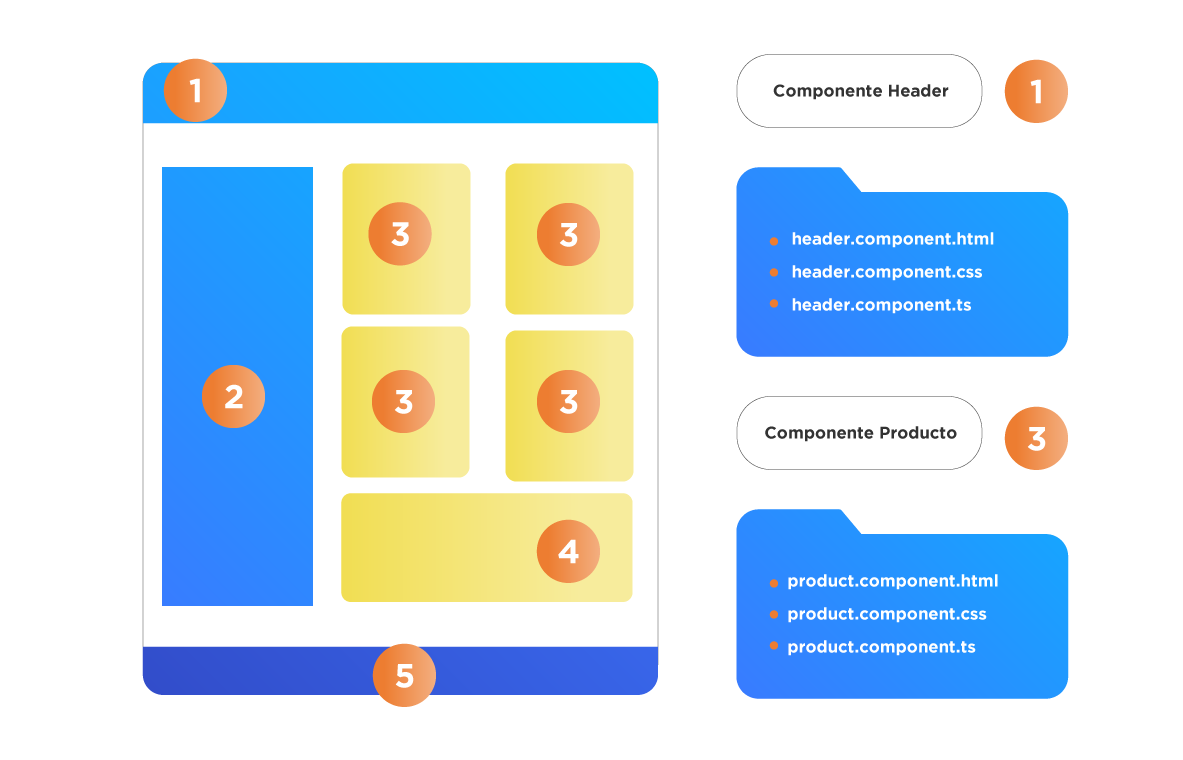 1
3
3
2
3
3
4
5
Componente Header
1
header.component.html
header.component.css
header.component.ts
Componente Producto
3
product.component.html
product.component.css
product.component.ts